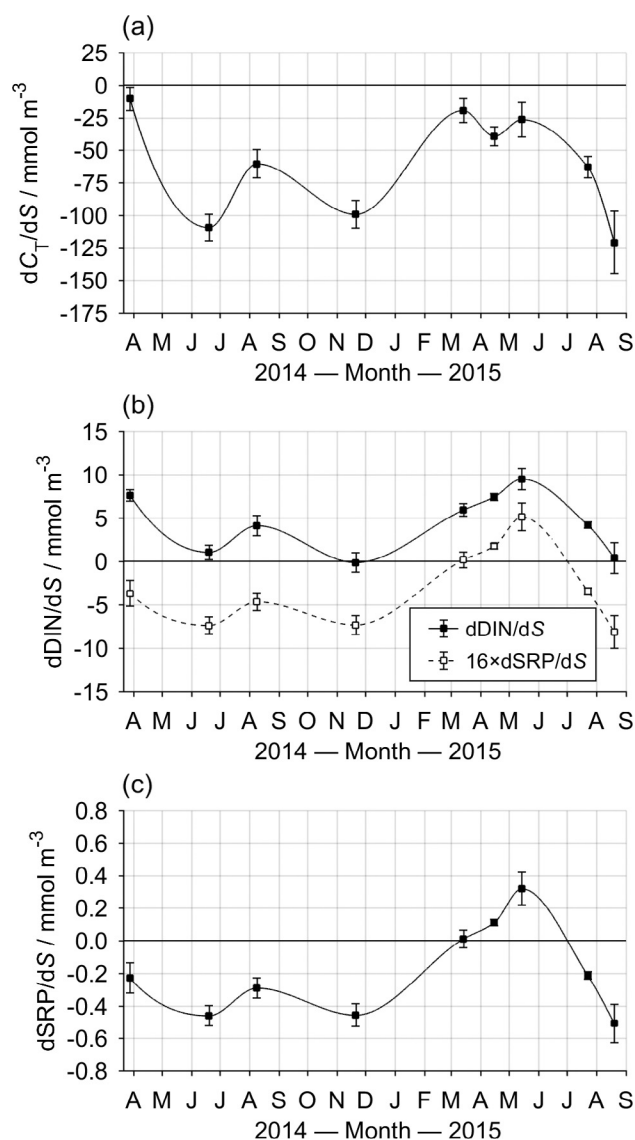 (a)
25
0
-25
-50
-75
-100
-125
-150
-175
dC_T/dS / mmol m⁻³
A M J J A S O N D J F M A M J J A S
2014 — Month — 2015
(b)
15
10
5
0
-5
-10
-15
dDIN/dS / mmol m⁻³
dDIN/dS
16×dSRP/dS
A M J J A S O N D J F M A M J J A S
2014 — Month — 2015
(c)
0.8
0.6
0.4
0.2
0.0
-0.2
-0.4
-0.6
-0.8
dSRP/dS / mmol m⁻³
A M J J A S O N D J F M A M J J A S
2014 — Month — 2015